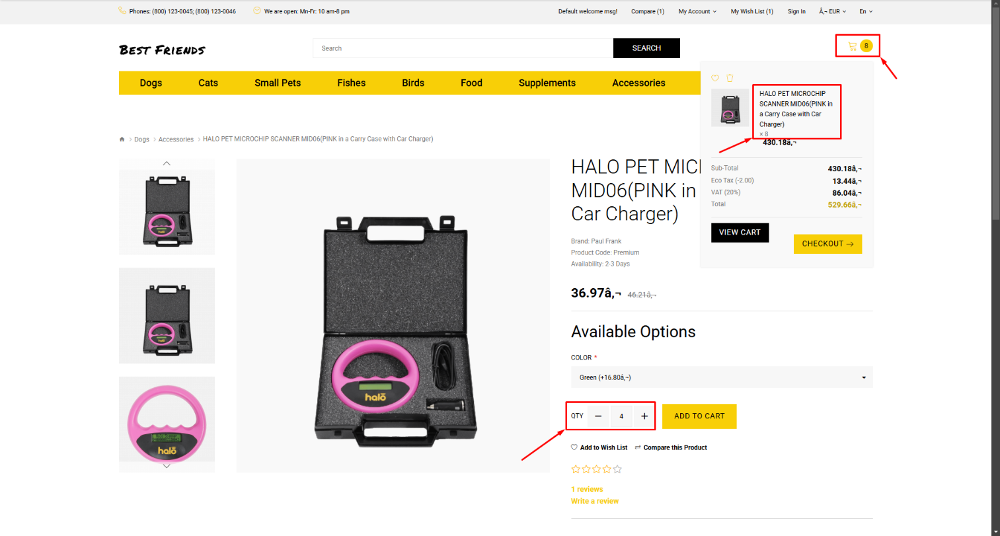 Phones: (800) 123-0045; (800) 123-0046
We are open: Mn-Fr: 10 am-8 pm
Default welcome msg!
Compare (1)
My Account
My Wish List (1)
Sign In
Â,¬ EUR
En
BEST FRIENDS
Search
SEARCH
8
Dogs
Cats
Small Pets
Fishes
Birds
Food
Supplements
Accessories
HALO PET MICROCHIP
SCANNER MID06(PINK in
a Carry Case with Car
Charger)
× 8
430.18â,¬
Sub-Total 430.18â,¬
Eco Tax (-2.00) 13.44â,¬
VAT (20%) 86.04â,¬
Total 529.66â,¬
VIEW CART
CHECKOUT
Dogs > Accessories > HALO PET MICROCHIP SCANNER MID06(PINK in a Carry Case with Car Charger)
halo
halo
halo
halo
HALO PET MICI
MID06(PINK in
Car Charger)
Brand: Paul Frank
Product Code: Premium
Availability: 2-3 Days
36.97â,¬ 46.21â,¬
Available Options
COLOR *
Green (+16.80â,¬)
QTY − 4 +
ADD TO CART
Add to Wish List
Compare this Product
1 reviews
Write a review